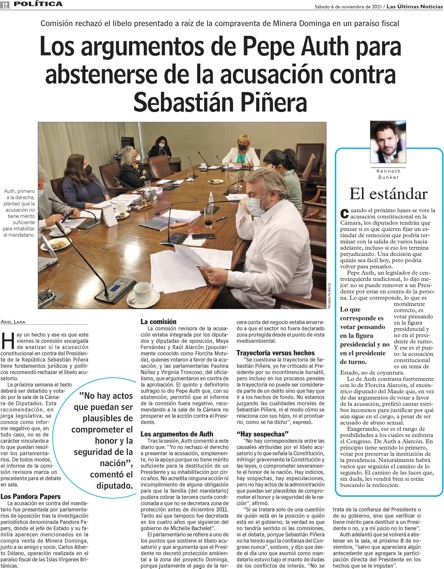 12 POLÍTICA
Sábado 6 de noviembre de 2021 / Las Últimas Noticias
Comisión rechazó el libelo presentado a raíz de la compraventa de Minera Dominga en un paraíso fiscal
Los argumentos de Pepe Auth para
abstenerse de la acusación contra
Sebastián Piñera
Auth, primero
a la derecha,
planteó que la
acusación no
tiene mérito
suficiente
para inhabilitar
al mandatario.
ARIEL LARA
Hay un hecho y ese es que este
viernes la comisión encargada
de analizar si la acusación
constitucional en contra del Presidente
de la República Sebastián Piñera
tiene fundamentos jurídicos y políticos
recomendó rechazar el libelo acusatorio.
La próxima semana el texto
deberá ser debatido y votado
por la sala de la Cámara
de Diputados. Esta
recomendación, en
jerga legislativa, se
conoce como informe
negativo que, en
todo caso, no es de
carácter vinculante a
lo que puedan votar
los parlamentarios.
De todos modos,
el informe de la comisión
revisora marca un
precedente para el debate
en sala.
Los Pandora Papers
La acusación en contra del mandatario
fue presentada por parlamentarios
de oposición tras la investigación
periodística denominada Pandora Papers,
donde el jefe de Estado y su familia
aparecen mencionados en la
compra venta de Minera Dominga,
junto a su amigo y socio, Carlos Alberto
Délano, operación realizada en el
paraíso fiscal de las Islas Vírgenes Británicas.
"No hay actos
que puedan ser
plausibles de
comprometer el
honor y la
seguridad de la
nación",
comentó el
diputado.
La comisión
La comisión revisora de la acusación
estaba integrada por los diputados
y diputadas de oposición, Maya
Fernández y Raúl Alarcón (popularmente
conocido como Florcita Motuda),
quienes votaron a favor de la acusación,
y las parlamentarias Paulina
Núñez y Virginia Troncoso, del oficialismo,
que argumentaron en contra de
la aprobación. El quinto y definitivo
sufragio lo dio Pepe Auth que, con su
abstención, permitió que el informe
de la comisión fuera negativo, recomendando
a la sala de la Cámara no
prosperar en la acusación contra el Presidente.
Los argumentos de Auth
Tras la sesión, Auth comentó a este
diario que: "Yo no rechacé el derecho
a presentar la acusación, simplemente,
no la apoyo porque no tiene mérito
suficiente para la destitución de un
Presidente y su inhabilitación por cinco
años. No acredita ninguna acción ni
incumplimiento de alguna obligación
para que la familia (del mandatario)
pudiera cobrar la tercera cuota condicionada
a que no se decretara zona de
protección antes de diciembre 2011.
Tanto así que tampoco fue decretada
en los cuatro años que siguieron del
gobierno de Michelle Bachelet".
El parlamentario se refiere a uno de los
puntos que sostiene el libelo acusatorio
y que argumenta que el Presidente
no decretó protección ambiental
a la zona del proyecto Dominga,
porque justamente el pago de la tercera
cuota del negocio estaba amarrado
a que el sector no fuera declarado
zona protegida desde el punto de vista
medioambiental.
Trayectoria versus hechos
"Se cuestiona la trayectoria de Sebastián
Piñera, yo he criticado al Presidente
por su incontinencia bursátil,
pero incluso en los procesos penales
la trayectoria no puede ser considerada
de un delito, sino que hay que
ir a los hechos de fondo. No estamos
juzgando las cualidades morales de
Sebastián Piñera, ni el modo cómo se
relaciona con sus hijos, ni el promiturno,
como se ha dicho", expresó.
"May sospechas"
"No hay correspondencia entre las
conductas atribuidas por el libelo acusatorio
y lo que señala la Constitución,
infringir gravemente la Constitución y
las leyes, o comprometer severamente
el honor de la nación. Hay indicios,
hay sospechas, hay especulaciones,
pero no hay actos de la administración
que puedan ser plausibles de comprometer
el honor y la seguridad de la nación",
afirmó.
"Si se tratara solo de una cuestión
de quién está en la posición y quién
está en el gobierno, la verdad es que
no tendría sentido ni las comisiones,
ni el debate, porque Sebastián Piñera
no ha tenido aquí la confianza del Congreso
nunca", sostuvo, y dijo que desde
el día uno que asumió como mandatario
estuvo bajo el manto de dudas
de los conflictos de interés. "No se
trata de la confianza del Presidente o de
su gobierno, sino que verificar que si
tiene mérito para destituir a un Presidente
o no, y a mi juicio no lo tiene".
Auth adelantó que se volverá a abstener
en la sala, el próximo 8 de noviembre,
"salvo que aparezcan algún
antecedente que agregara la participación
directa del Presidente en los
hechos que se le imputan".
Kenneth
Bunker
El estándar
Cuando el próximo lunes se vote la
acusación constitucional en la
Cámara, los diputados tendrán que
pensar si es que quieren fijar un estándar
de remoción que podría terminar
con la salida de varios hacia
adelante, incluso si eso los termina
perjudicando. Una decisión que
quizás sea fácil hoy, pero podría
volver para penarlos.
Pepe Auth, un legislador de centroizquierda
tradicional, lo dijo mejor:
no se puede remover a un Presidente
por estar en contra de la persona.
Lo que corresponde, lo que es
moralmente
correcto, es
votar pensando
en la figura
presidencial y
no en el presidente
de turno.
Y ese es el punto:
la acusación
constitucional
es un tema de
Estado, no de coyuntura.
Lo que
corresponde es
votar pensando
en la figura
presidencial y no
en el presidente
de turno.
Lo de Auth contrasta fuertemente
con lo de Florcita Alarcón, el excéntrico
diputado del Maule que, en vez
de dar argumentos de votar a favor
de la acusación, prefirió cantar estribos
inconexos para justificar por qué
aún sigue en el cargo, a pesar de ser
acusado de abuso sexual.
Exagerando, ese es el rango de
posibilidades a los cuales se enfrenta
el Congreso. De Auth a Alarcón. En
principio tiene sentido lo primero,
votar por preservar la institución de
la presidencia. Naturalmente habrá
varios que seguirán el camino de lo
segundo. El camino de las luces que,
sin duda, les vendrá bien si están
buscando la reelección.